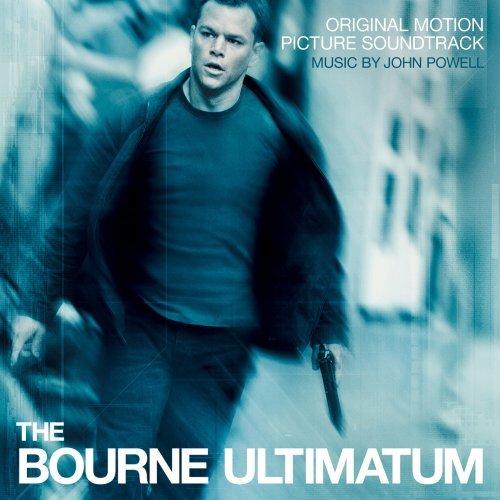 ORIGINAL MOTION
PICTURE SOUNDTRACK
MUSIC BY JOHN POWELL
THE
BOURNE ULTIMATUM